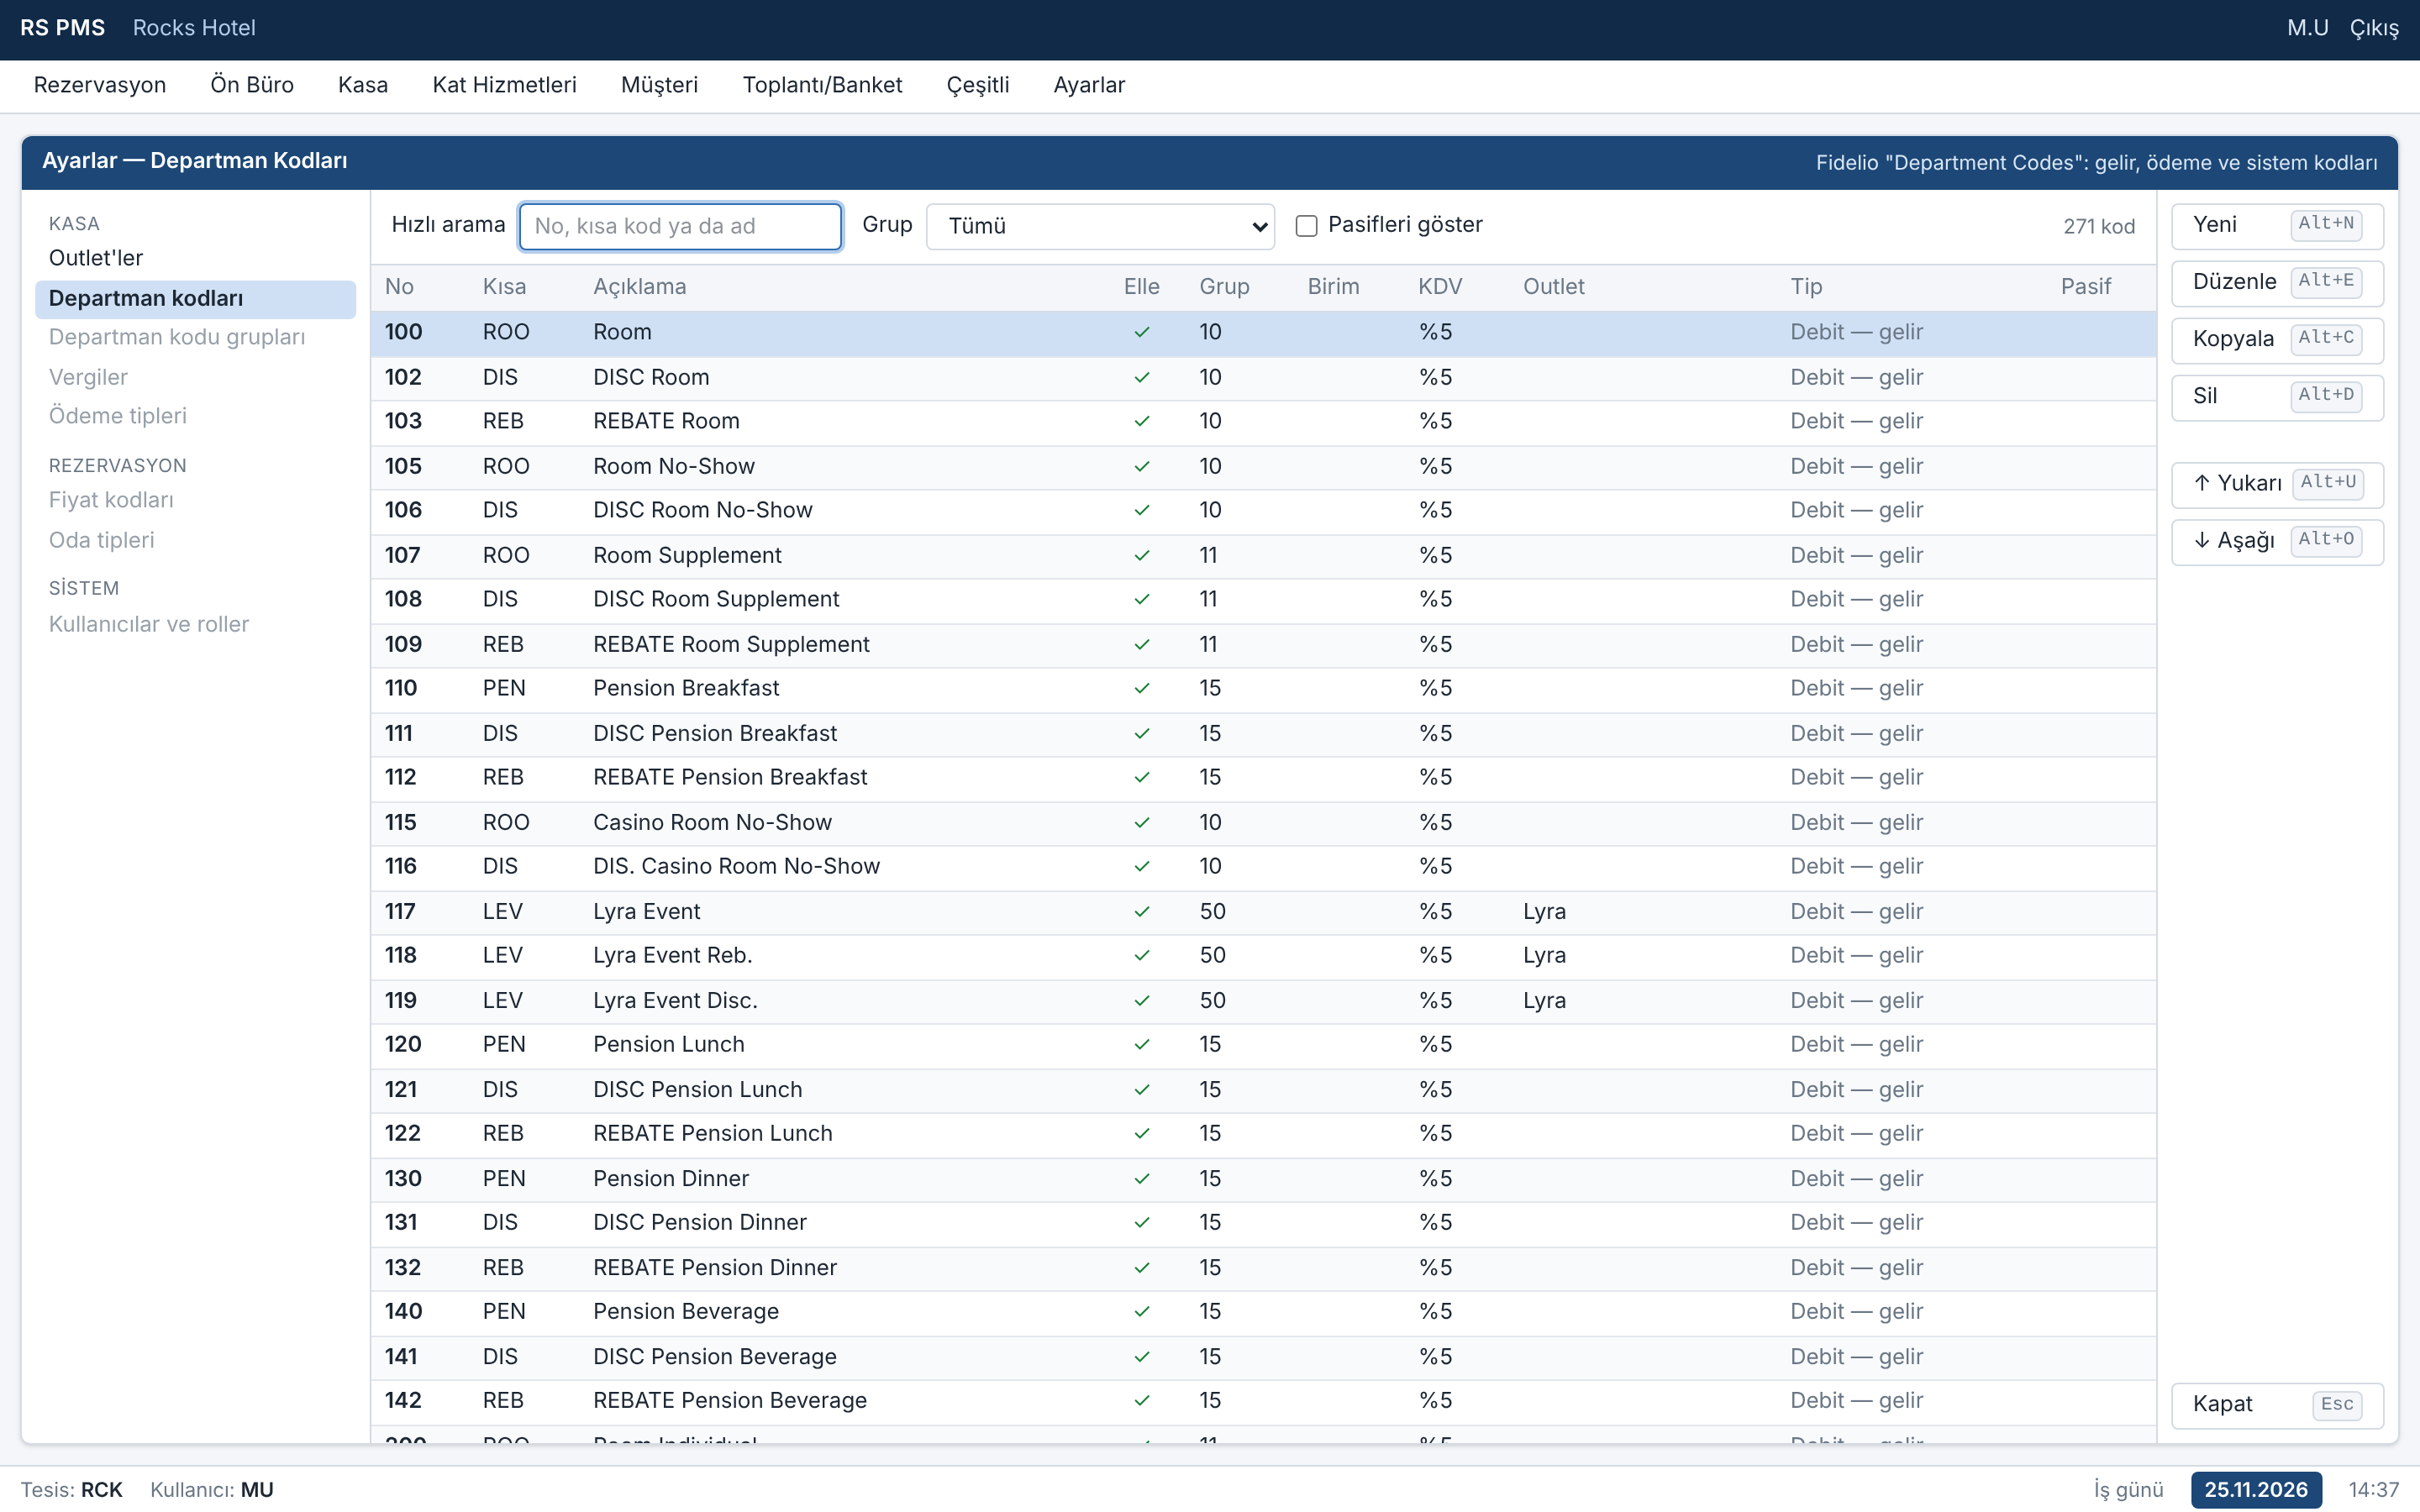 RS PMS Rocks Hotel M.U Çıkış
Rezervasyon Ön Büro Kasa Kat Hizmetleri Müşteri Toplantı/Banket Çeşitli Ayarlar
Ayarlar — Departman Kodları Fidelio "Department Codes": gelir, ödeme ve sistem kodları
KASA
Outlet'ler
Departman kodları
Departman kodu grupları
Vergiler
Ödeme tipleri
REZERVASYON
Fiyat kodları
Oda tipleri
SİSTEM
Kullanıcılar ve roller
Hızlı arama No, kısa kod ya da ad Grup Tümü Pasifleri göster 271 kod
No Kısa Açıklama Elle Grup Birim KDV Outlet Tip Pasif
100 ROO Room ✓ 10 %5 Debit — gelir
102 DIS DISC Room ✓ 10 %5 Debit — gelir
103 REB REBATE Room ✓ 10 %5 Debit — gelir
105 ROO Room No-Show ✓ 10 %5 Debit — gelir
106 DIS DISC Room No-Show ✓ 10 %5 Debit — gelir
107 ROO Room Supplement ✓ 11 %5 Debit — gelir
108 DIS DISC Room Supplement ✓ 11 %5 Debit — gelir
109 REB REBATE Room Supplement ✓ 11 %5 Debit — gelir
110 PEN Pension Breakfast ✓ 15 %5 Debit — gelir
111 DIS DISC Pension Breakfast ✓ 15 %5 Debit — gelir
112 REB REBATE Pension Breakfast ✓ 15 %5 Debit — gelir
115 ROO Casino Room No-Show ✓ 10 %5 Debit — gelir
116 DIS DIS. Casino Room No-Show ✓ 10 %5 Debit — gelir
117 LEV Lyra Event ✓ 50 %5 Lyra Debit — gelir
118 LEV Lyra Event Reb. ✓ 50 %5 Lyra Debit — gelir
119 LEV Lyra Event Disc. ✓ 50 %5 Lyra Debit — gelir
120 PEN Pension Lunch ✓ 15 %5 Debit — gelir
121 DIS DISC Pension Lunch ✓ 15 %5 Debit — gelir
122 REB REBATE Pension Lunch ✓ 15 %5 Debit — gelir
130 PEN Pension Dinner ✓ 15 %5 Debit — gelir
131 DIS DISC Pension Dinner ✓ 15 %5 Debit — gelir
132 REB REBATE Pension Dinner ✓ 15 %5 Debit — gelir
140 PEN Pension Beverage ✓ 15 %5 Debit — gelir
141 DIS DISC Pension Beverage ✓ 15 %5 Debit — gelir
142 REB REBATE Pension Beverage ✓ 15 %5 Debit — gelir
Yeni Alt+N
Düzenle Alt+E
Kopyala Alt+C
Sil Alt+D
↑ Yukarı Alt+U
↓ Aşağı Alt+O
Kapat Esc
Tesis: RCK Kullanıcı: MU İş günü 25.11.2026 14:37